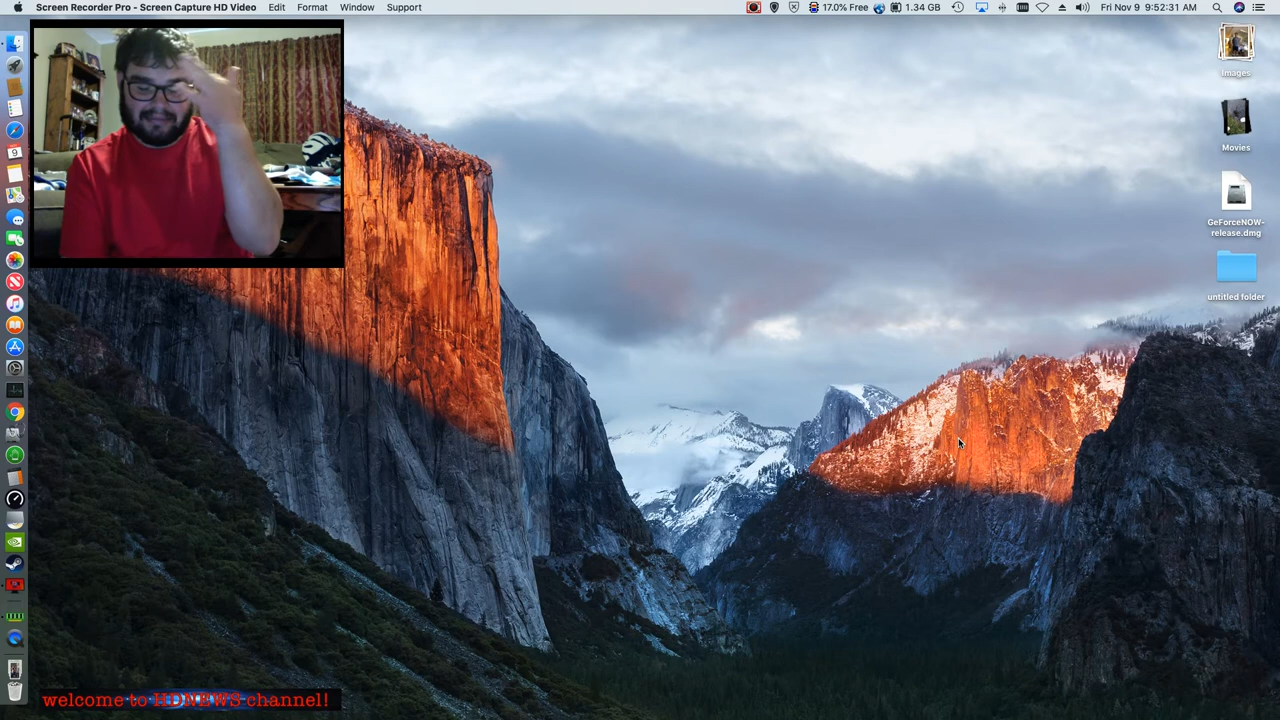 Screen Recorder Pro - Screen Capture HD Video Edit Format Window Support 17.0% Free 1.34 GB Fri Nov 9 9:52:31 AM
9
images
Movies
GeForceNOW-
release.dmg
untitled folder
welcome to HDNEWS channel!